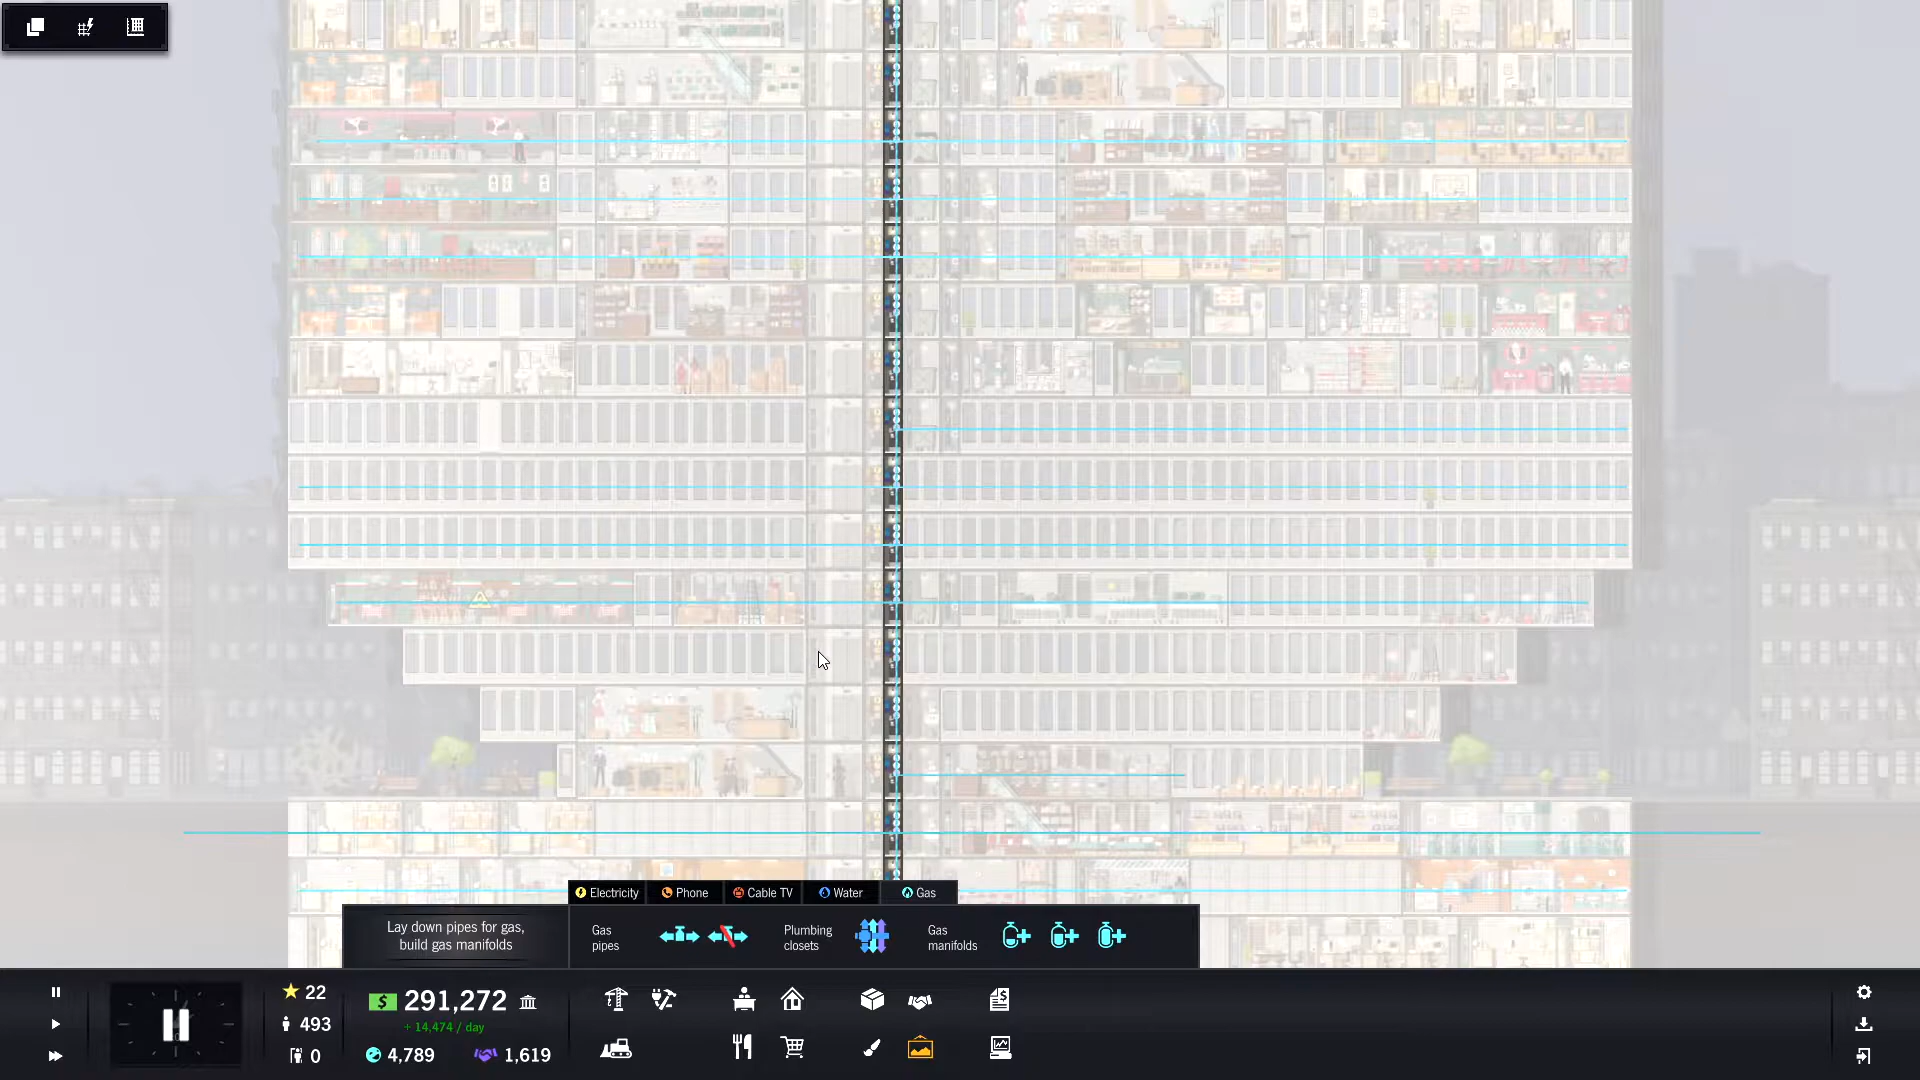 Electricity
Phone
Cable TV
Water
Gas
Lay down pipes for gas,
build gas manifolds
Gas
pipes
Plumbing
closets
Gas
manifolds
22
493
0
$ 291,272
+ 14,474 / day
4,789
1,619